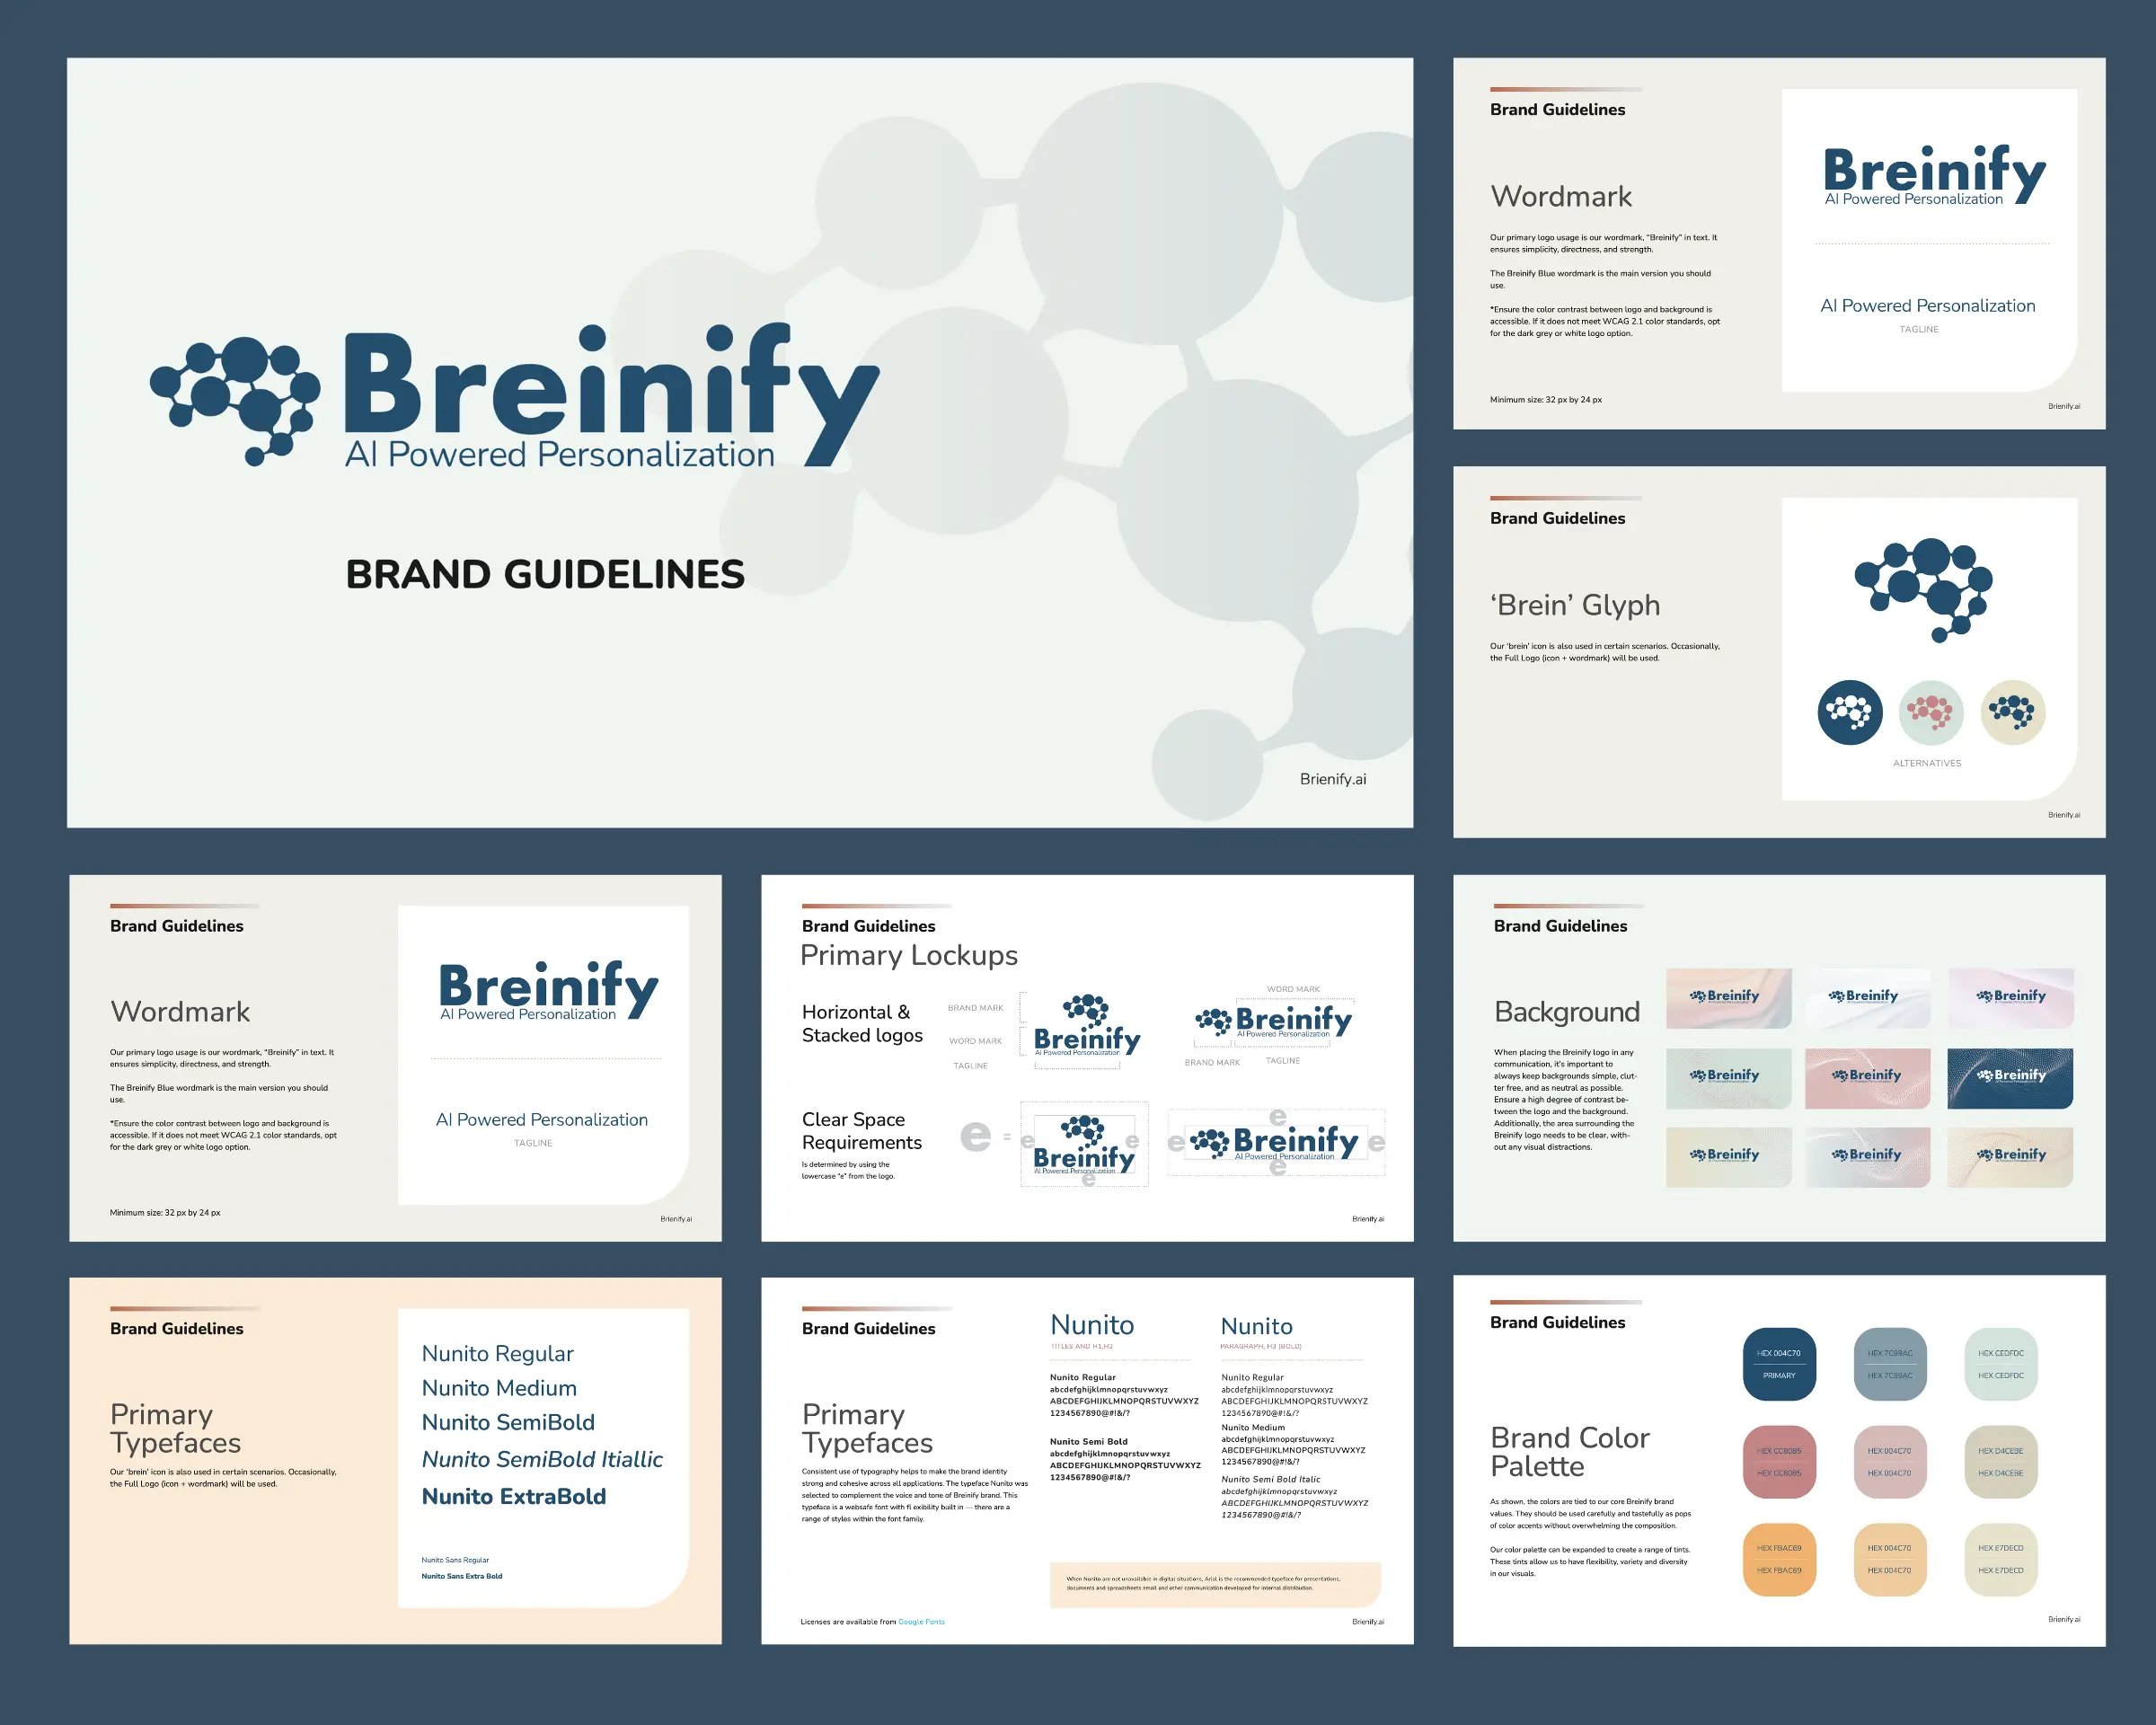 Breinify
AI Powered Personalization
BRAND GUIDELINES
Brienify.ai
Brand Guidelines
Wordmark
Our primary logo usage is our wordmark, “Breinify” in text. It
ensures simplicity, directness, and strength.
The Breinify Blue wordmark is the main version you should
use.
*Ensure the color contrast between logo and background is
accessible. If it does not meet WCAG 2.1 color standards, opt
for the dark grey or white logo option.
Minimum size: 32 px by 24 px
Breinify
AI Powered Personalization
AI Powered Personalization
TAGLINE
Brienify.ai
Brand Guidelines
‘Brein’ Glyph
Our ‘brein’ icon is also used in certain scenarios. Occasionally,
the Full Logo (icon + wordmark) will be used.
ALTERNATIVES
Brienify.ai
Brand Guidelines
Wordmark
Our primary logo usage is our wordmark, “Breinify” in text. It
ensures simplicity, directness, and strength.
The Breinify Blue wordmark is the main version you should
use.
*Ensure the color contrast between logo and background is
accessible. If it does not meet WCAG 2.1 color standards, opt
for the dark grey or white logo option.
Minimum size: 32 px by 24 px
Breinify
AI Powered Personalization
AI Powered Personalization
TAGLINE
Brienify.ai
Brand Guidelines
Primary Lockups
Horizontal &
Stacked logos
BRAND MARK
WORD MARK
TAGLINE
Breinify
AI Powered Personalization
WORD MARK
Breinify
AI Powered Personalization
BRAND MARK
TAGLINE
Clear Space
Requirements
Is determined by using the
lowercase “e” from the logo.
e =
e
e
Breinify
AI Powered Personalization
e
e
e
Breinify
AI Powered Personalization
e
e
Brienify.ai
Brand Guidelines
Background
When placing the Breinify logo in any
communication, it’s important to
always keep backgrounds simple, clut-
ter free, and as neutral as possible.
Ensure a high degree of contrast be-
tween the logo and the background.
Additionally, the area surrounding the
Breinify logo needs to be clear, with-
out any visual distractions.
Breinify
Breinify
Breinify
Breinify
Breinify
Breinify
Breinify
Breinify
Breinify
Brand Guidelines
Primary
Typefaces
Our ‘brein’ icon is also used in certain scenarios. Occasionally,
the Full Logo (icon + wordmark) will be used.
Nunito Regular
Nunito Medium
Nunito SemiBold
Nunito SemiBold Itiallic
Nunito ExtraBold
Nunito Sans Regular
Nunito Sans Extra Bold
Brand Guidelines
Primary
Typefaces
Consistent use of typography helps to make the brand identity
strong and cohesive across all applications. The typeface Nunito was
selected to complement the voice and tone of Breinify brand. This
typeface is a websafe font with fl exibility built in — there are a
range of styles within the font family.
Licenses are available from Google Fonts
Nunito
TITLES AND H1,H2
Nunito Regular
abcdefghijklmnopqrstuvwxyz
ABCDEFGHIJKLMNOPQRSTUVWXYZ
1234567890@#!&/?
Nunito Semi Bold
abcdefghijklmnopqrstuvwxyz
ABCDEFGHIJKLMNOPQRSTUVWXYZ
1234567890@#!&/?
Nunito
PARAGRAPH, H3 (BOLD)
Nunito Regular
abcdefghijklmnopqrstuvwxyz
ABCDEFGHIJKLMNOPQRSTUVWXYZ
1234567890@#!&/?
Nunito Medium
abcdefghijklmnopqrstuvwxyz
ABCDEFGHIJKLMNOPQRSTUVWXYZ
1234567890@#!&/?
Nunito Semi Bold Italic
abcdefghijklmnopqrstuvwxyz
ABCDEFGHIJKLMNOPQRSTUVWXYZ
1234567890@#!&/?
When Nunito are not unavailable in digital situations, Arial is the recommended typeface for presentations,
documents and spreadsheets email and other communication developed for internal distribution.
Brienify.ai
Brand Guidelines
Brand Color
Palette
As shown, the colors are tied to our core Breinify brand
values. They should be used carefully and tastefully as pops
of color accents without overwhelming the composition.
Our color palette can be expanded to create a range of tints.
These tints allow us to have flexibility, variety and diversity
in our visuals.
HEX 004C70
PRIMARY
HEX 7C99AC
HEX 7C99AC
HEX CEDFDC
HEX CEDFDC
HEX CC8085
HEX CC8085
HEX 004C70
HEX 004C70
HEX D4CEBE
HEX D4CEBE
HEX FBAC69
HEX FBAC69
HEX 004C70
HEX 004C70
HEX E7DECD
HEX E7DECD
Brienify.ai